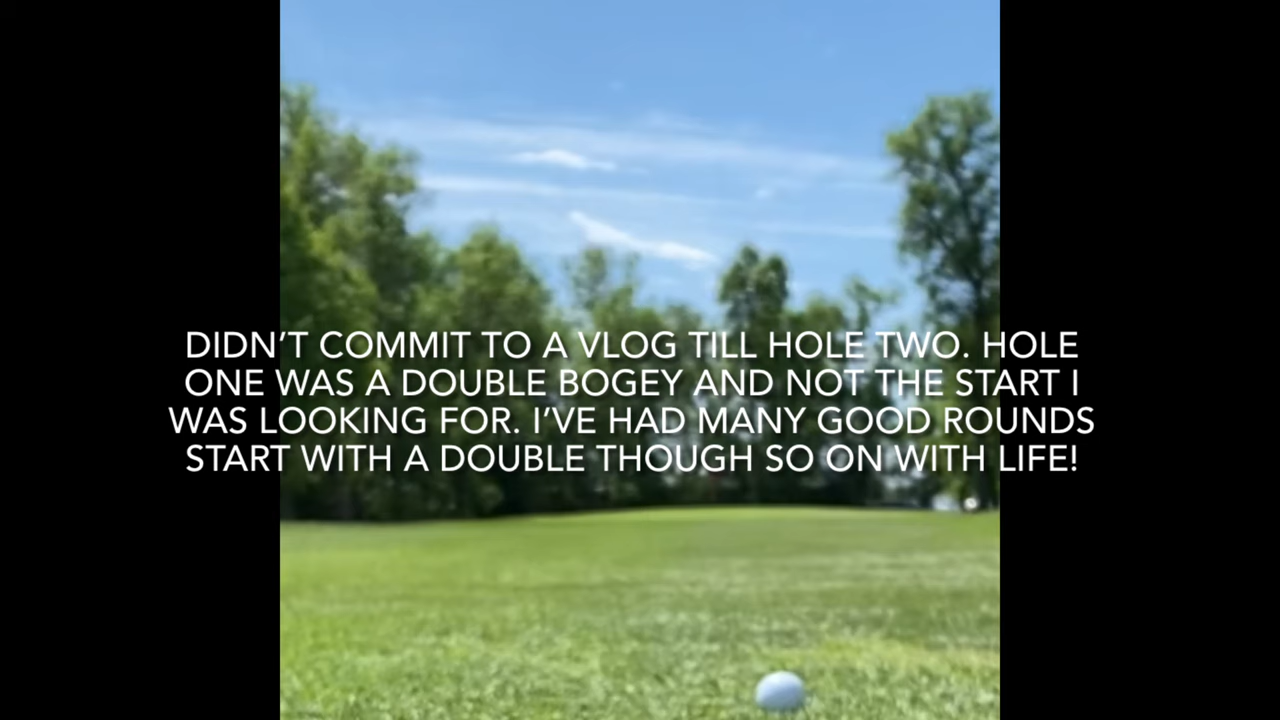 DIDN'T COMMIT TO A VLOG TILL HOLE TWO. HOLE
ONE WAS A DOUBLE BOGEY AND NOT THE START I
WAS LOOKING FOR. I'VE HAD MANY GOOD ROUNDS
START WITH A DOUBLE THOUGH SO ON WITH LIFE!